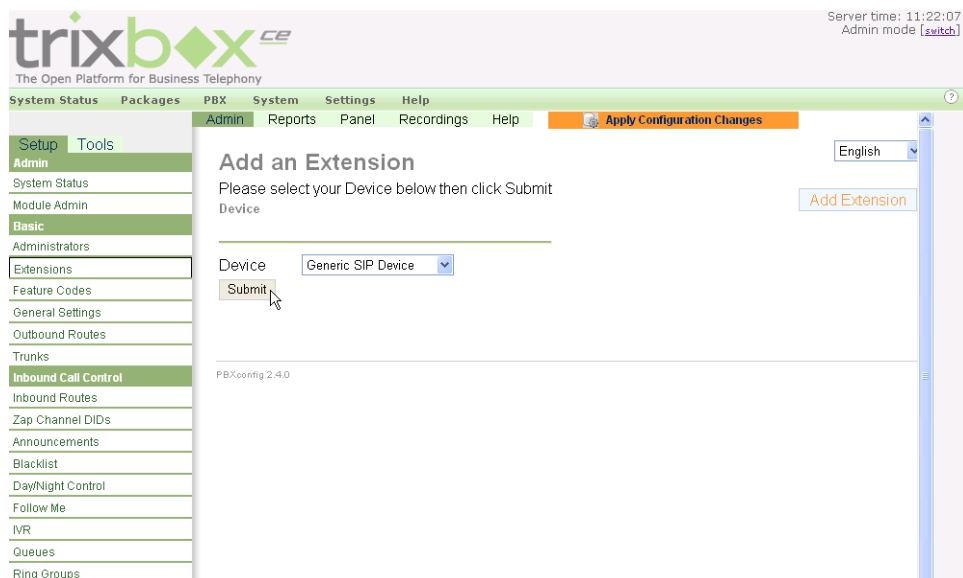 Server time: 11:22:07
Admin mode [switch]
trixbox ce
The Open Platform for Business Telephony
System Status Packages PBX System Settings Help ?
Admin Reports Panel Recordings Help Apply Configuration Changes
Setup Tools
English
Admin
System Status
Module Admin
Basic
Administrators
Extensions
Feature Codes
General Settings
Outbound Routes
Trunks
Inbound Call Control
Inbound Routes
Zap Channel DIDs
Announcements
Blacklist
Day/Night Control
Follow Me
IVR
Queues
Ring Groups
Add an Extension
Please select your Device below then click Submit
Device
Add Extension
Device Generic SIP Device
Submit
PBXconfig 2.4.0